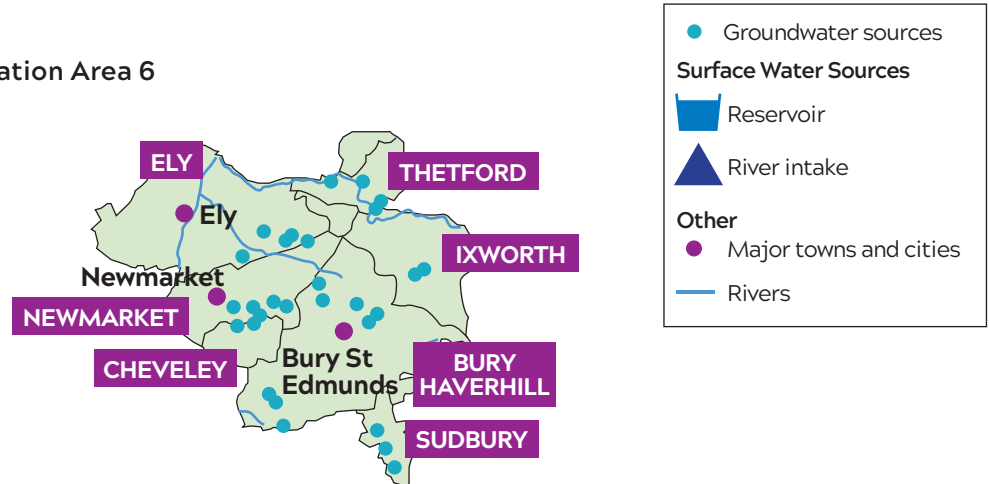 ation Area 6
ELY
THETFORD
Ely
IXWORTH
Newmarket
NEWMARKET
CHEVELEY
Bury St
Edmunds
BURY
HAVERHILL
SUDBURY
Groundwater sources
Surface Water Sources
Reservoir
River intake
Other
Major towns and cities
Rivers